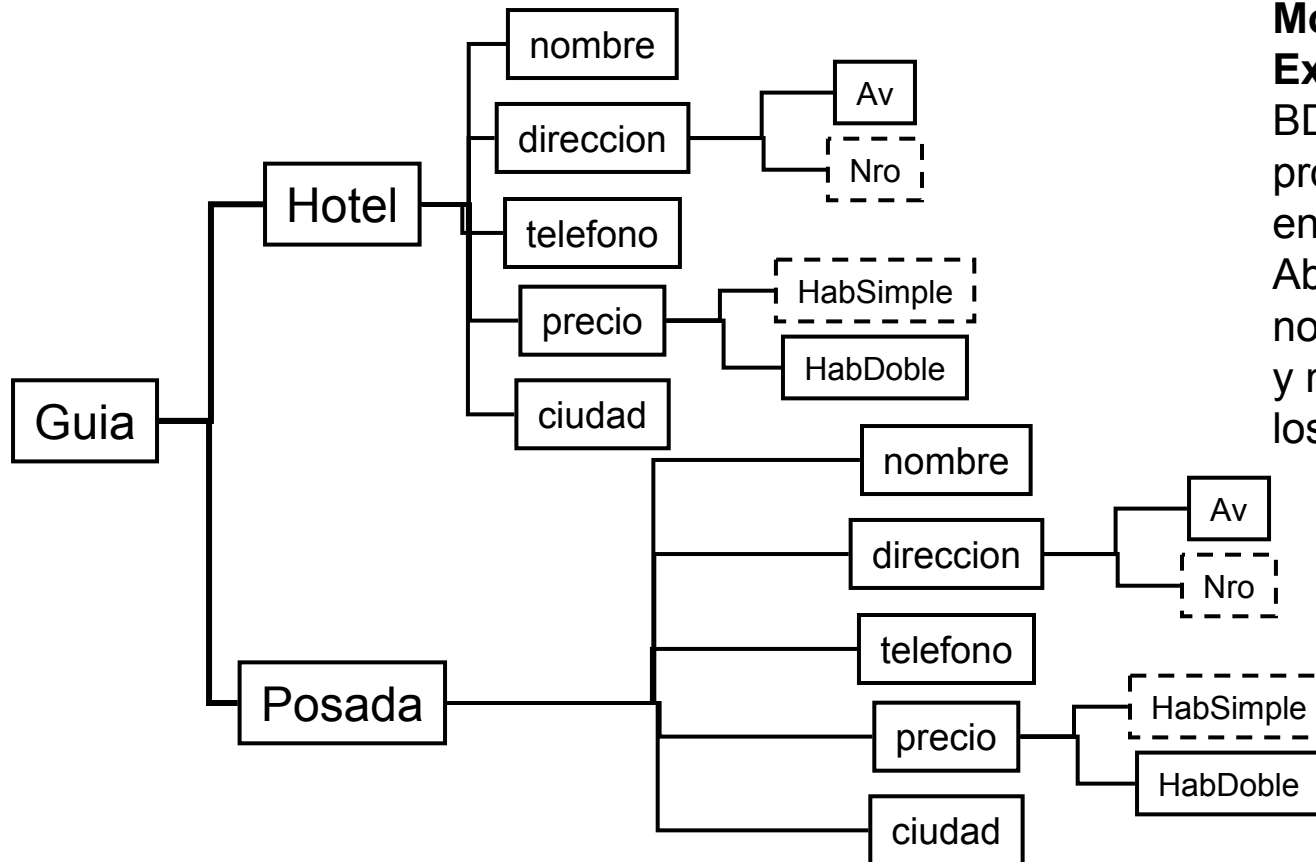 Guia
Hotel
nombre
direccion
Av
Nro
telefono
precio
HabSimple
HabDoble
ciudad
Posada
nombre
direccion
Av
Nro
telefono
precio
HabSimple
HabDoble
ciudad
y